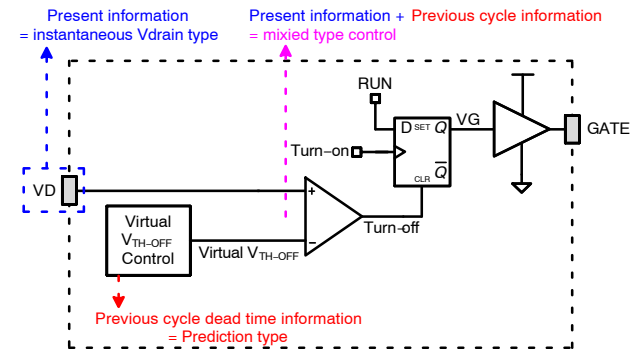 Present information
= instantaneous Vdrain type
Present information + Previous cycle information
= mixied type control
RUN
D SET Q
VG
GATE
Turn-on
Q
CLR
VD
+
Virtual
VTH-OFF
Control
−
Virtual VTH-OFF
Turn-off
Previous cycle dead time information
= Prediction type